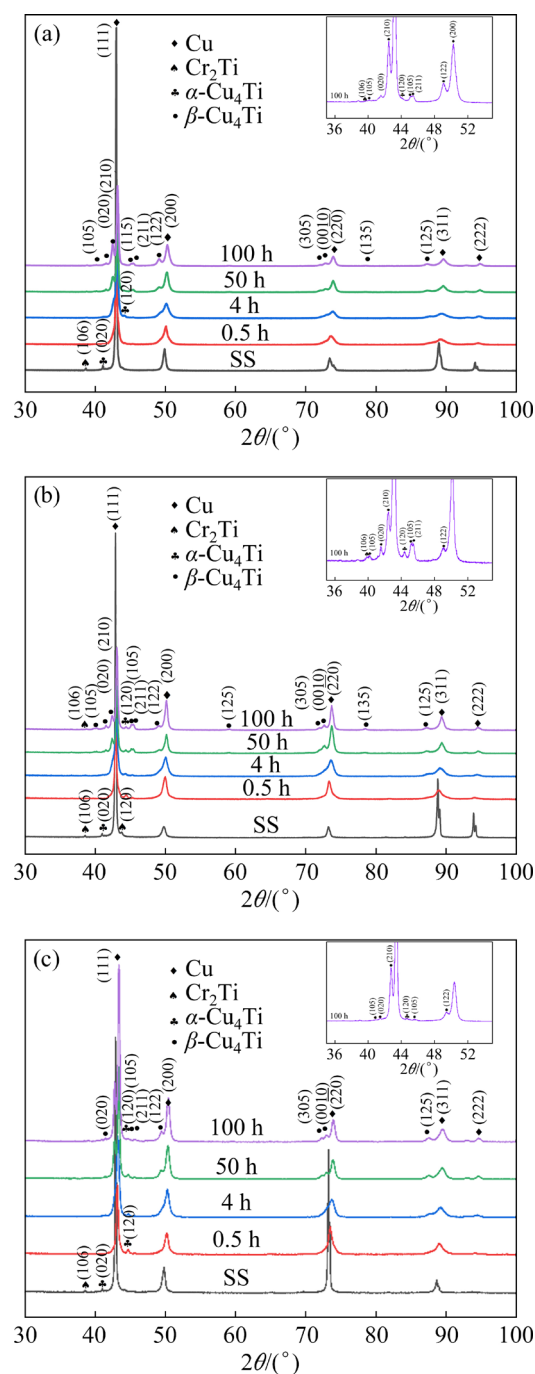 (a)
(111)
Cu
Cr2Ti
α-Cu4Ti
β-Cu4Ti
(105)
(020)
(210)
(120)
(115)
(211)
(122)
(200)
(305)
(0010)
(220)
(135)
(125)
(311)
(222)
100 h
50 h
4 h
0.5 h
SS
(106)
(020)
30 40 50 60 70 80 90 100
2θ/(°)
100 h
(106)
(105)
(020)
(210)
(120)
(105)
(211)
(122)
(200)
36 40 44 48 52
2θ/(°)
(b)
(111)
Cu
Cr2Ti
α-Cu4Ti
β-Cu4Ti
(106)
(105)
(020)
(210)
(120)
(105)
(211)
(122)
(200)
(125)
(305)
(0010)
(220)
(135)
(125)
(311)
(222)
100 h
50 h
4 h
0.5 h
SS
(106)
(020)
(120)
30 40 50 60 70 80 90 100
2θ/(°)
100 h
(106)
(105)
(020)
(210)
(120)
(105)
(211)
(122)
36 40 44 48 52
2θ/(°)
(c)
(111)
Cu
Cr2Ti
α-Cu4Ti
β-Cu4Ti
(020)
(120)
(105)
(211)
(122)
(200)
(305)
(0010)
(220)
(125)
(311)
(222)
100 h
50 h
4 h
0.5 h
SS
(120)
(106)
(020)
30 40 50 60 70 80 90 100
2θ/(°)
100 h
(105)
(020)
(210)
(120)
(105)
(122)
36 40 44 48 52
2θ/(°)